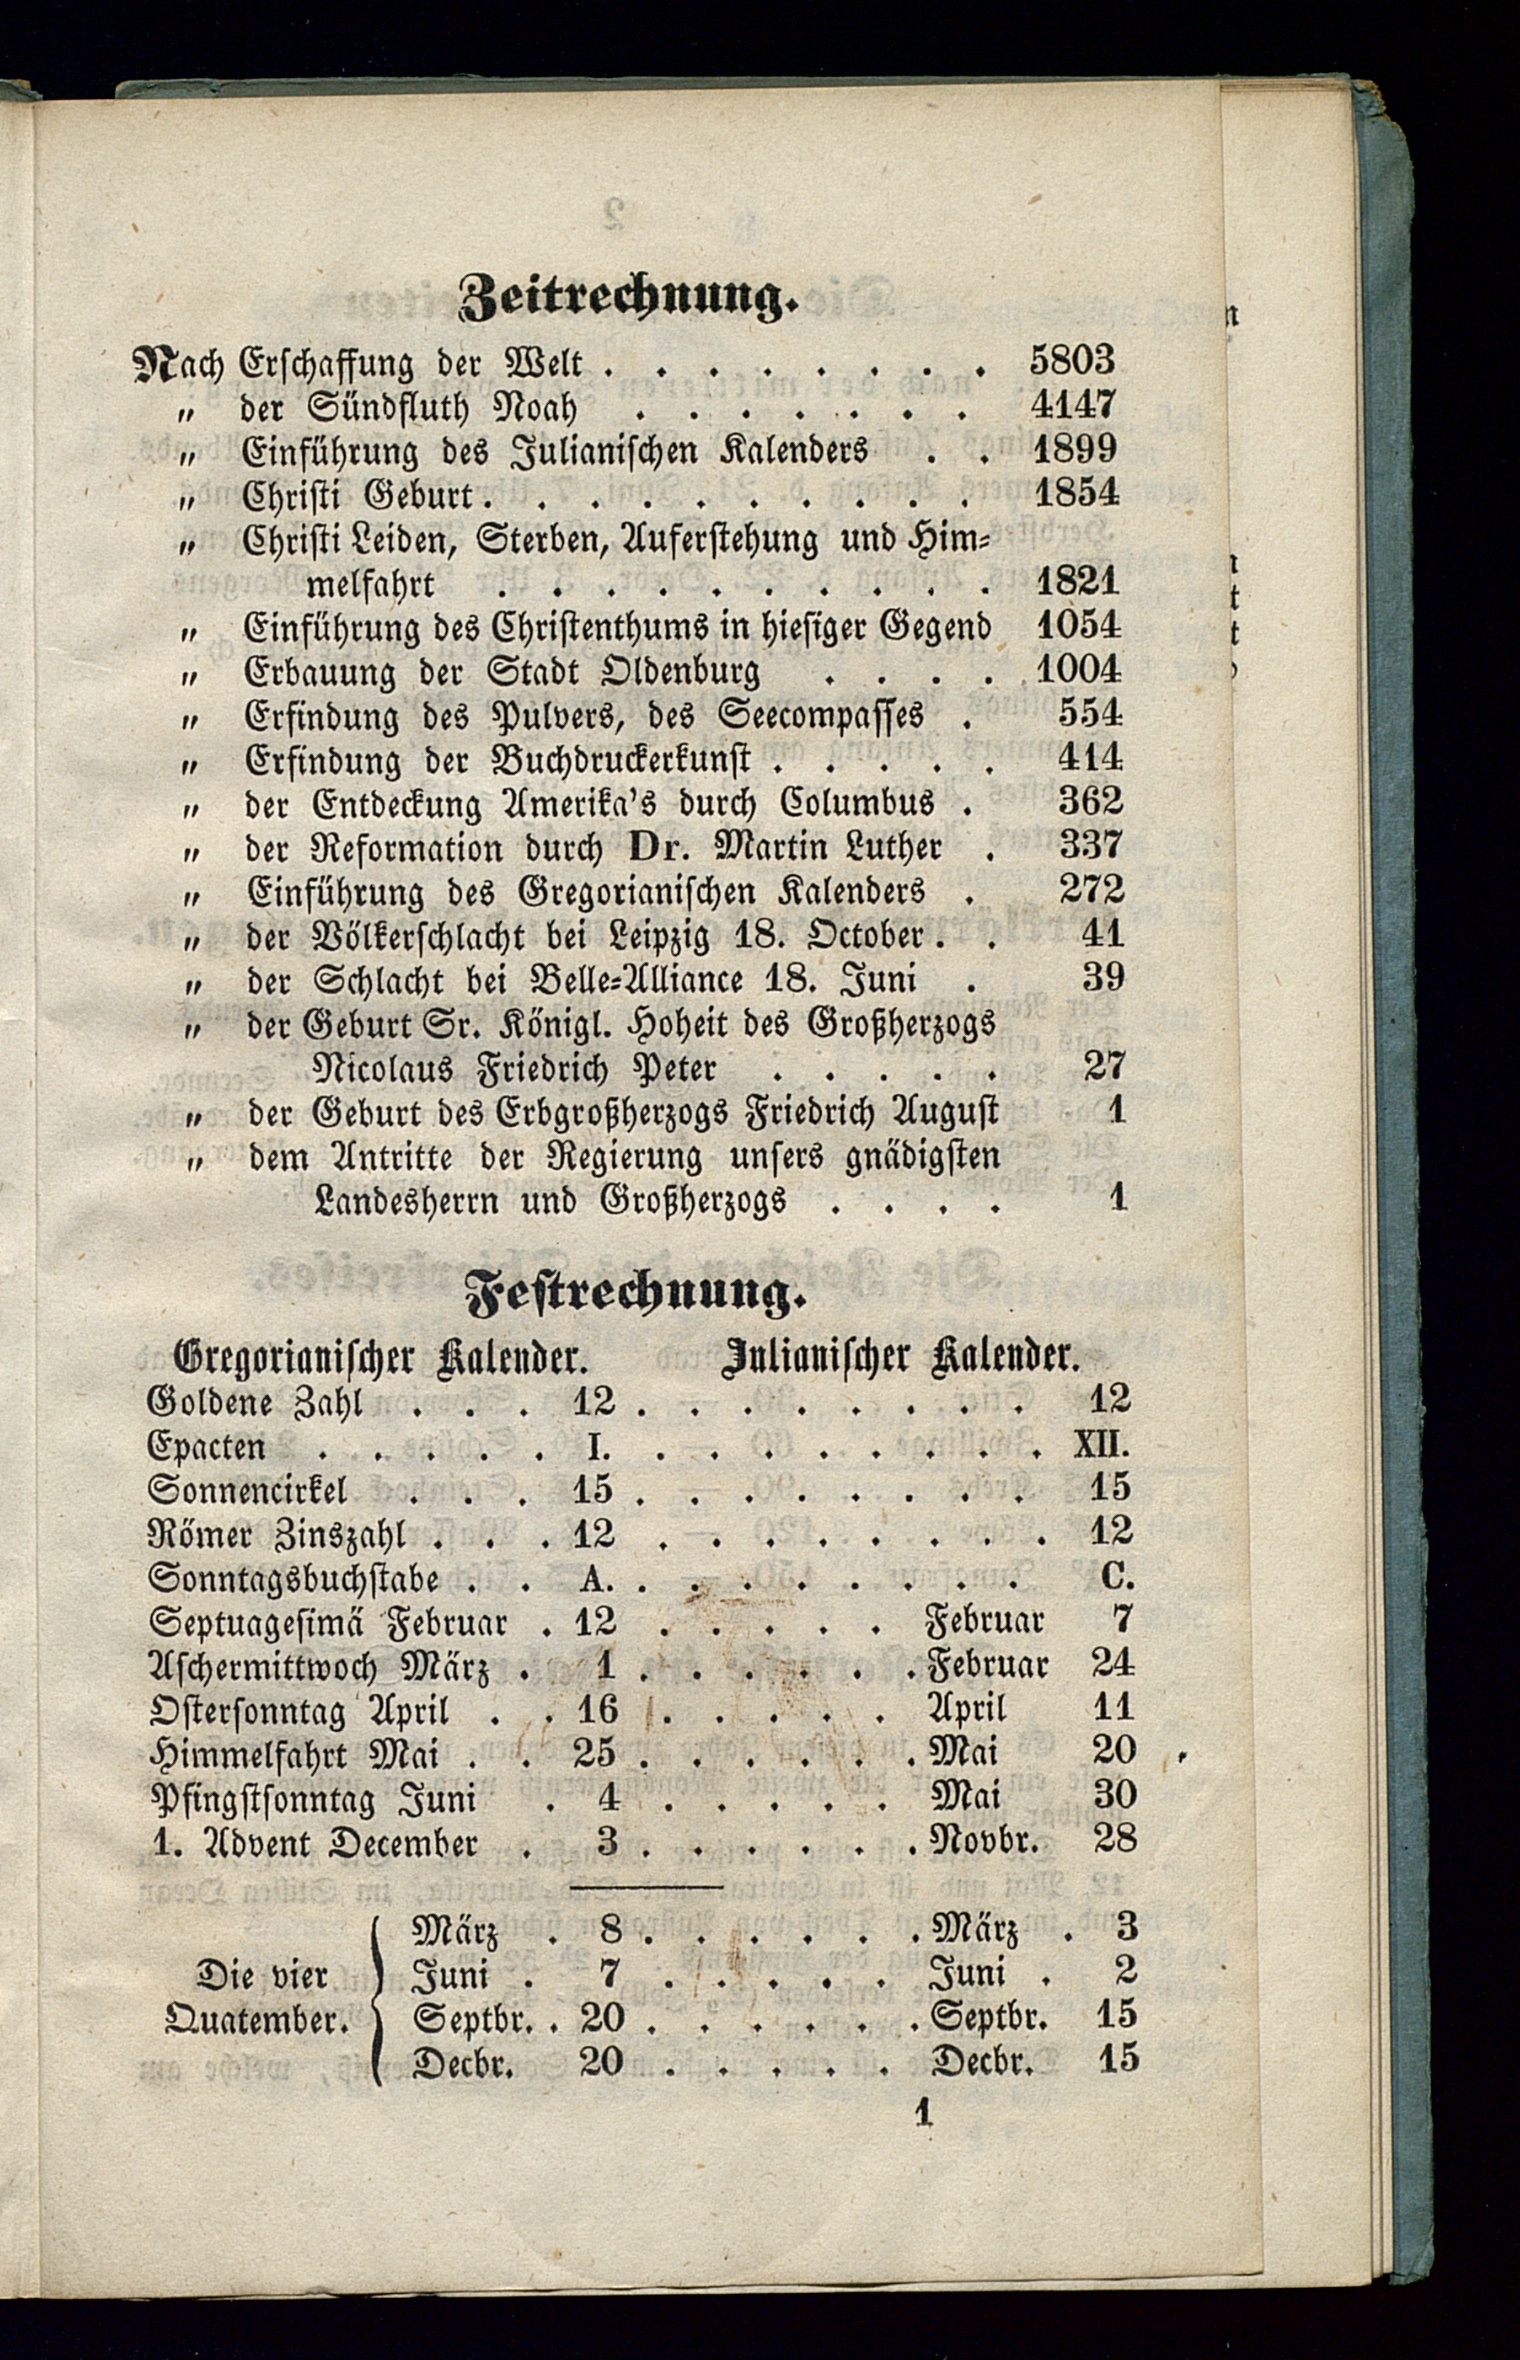 Zeitrechnung.
Nach Erschaffung der Welt . . . . . . . . 5803
„ der Sündfluth Noah . . . . . . . 4147
„ Einführung des Julianischen Kalenders . . 1899
„ Christi Geburt . . . . . . . . . . 1854
„ Christi Leiden, Sterben, Auferstehung und Him-
melfahrt . . . . . . . . . . 1821
„ Einführung des Christenthums in hiesiger Gegend 1054
„ Erbauung der Stadt Oldenburg . . . . 1004
„ Erfindung des Pulvers, des Seecompasses . 554
„ Erfindung der Buchdruckerkunst . . . . . 414
„ der Entdeckung Amerika's durch Columbus . 362
„ der Reformation durch Dr. Martin Luther . 337
„ Einführung des Gregorianischen Kalenders . 272
„ der Völkerschlacht bei Leipzig 18. October . . 41
„ der Schlacht bei Belle-Alliance 18. Juni . 39
„ der Geburt Sr. Königl. Hoheit des Großherzogs
Nicolaus Friedrich Peter . . . . . 27
„ der Geburt des Erbgroßherzogs Friedrich August 1
„ dem Antritte der Regierung unsers gnädigsten
Landesherrn und Großherzogs . . . . 1
Festrechnung.
Gregorianischer Kalender. Julianischer Kalender.
Goldene Zahl . . . 12 . . . . . . . . 12
Epacten . . . . . I. . . . . . . . . XII.
Sonnencirkel . . . 15 . . . . . . . . 15
Römer Zinszahl . . . 12 . . . . . . . . 12
Sonntagsbuchstabe . . A. . . . . . . . . C.
Septuagesimä Februar . 12 . . . . . Februar 7
Aschermittwoch März . 1 . . . . . . Februar 24
Ostersonntag April . . 16 . . . . . April 11
Himmelfahrt Mai . . 25 . . . . . . Mai 20
Pfingstsonntag Juni . 4 . . . . . Mai 30
1. Advent December . 3 . . . . . . Novbr. 28
März . 8 . . . . . . März . 3
Die vier Juni . 7 . . . . . Juni . 2
Quatember. Septbr. . 20 . . . . . . Septbr. 15
Decbr. 20 . . . . . Decbr. 15
1